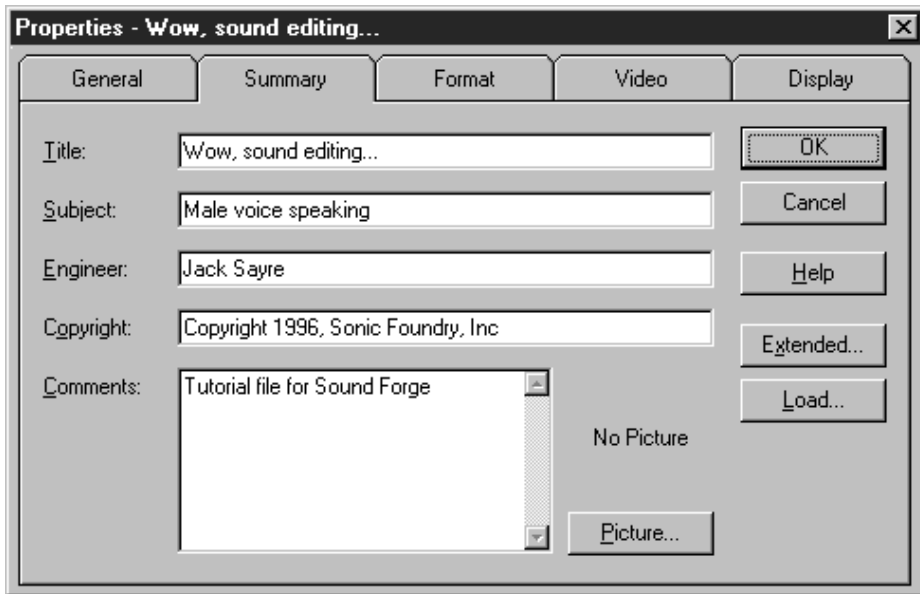 Properties - Wow, sound editing...
General Summary Format Video Display
Title: Wow, sound editing... OK
Subject: Male voice speaking Cancel
Engineer: Jack Sayre Help
Copyright: Copyright 1996, Sonic Foundry, Inc Extended...
Comments: Tutorial file for Sound Forge Load...
No Picture
Picture...